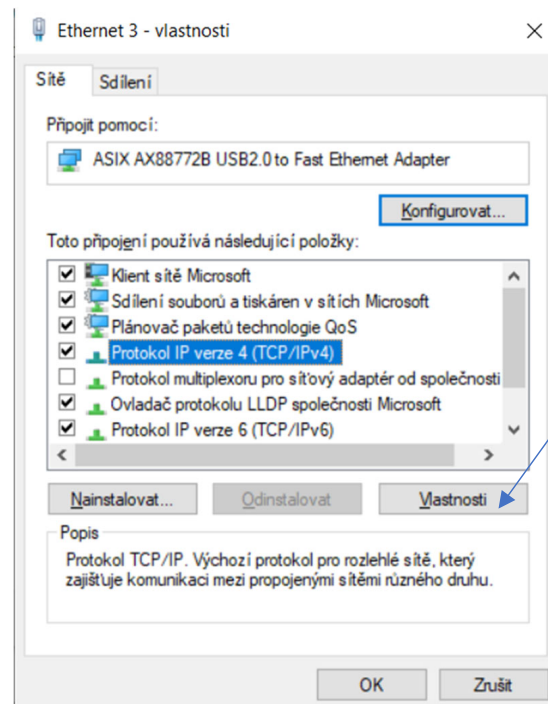 Ethernet 3 - vlastnosti
Sítě Sdílení
Připojit pomocí:
ASIX AX88772B USB2.0 to Fast Ethernet Adapter
Konfigurovat...
Toto připojení používá následující položky:
Klient sítě Microsoft
Sdílení souborů a tiskáren v sítích Microsoft
Plánovač paketů technologie QoS
Protokol IP verze 4 (TCP/IPv4)
Protokol multiplexoru pro síťový adaptér od společnosti
Ovladač protokolu LLDP společnosti Microsoft
Protokol IP verze 6 (TCP/IPv6)
Nainstalovat... Odinstalovat Vlastnosti
Popis
Protokol TCP/IP. Výchozí protokol pro rozlehlé sítě, který
zajišťuje komunikaci mezi propojenými sítěmi různého druhu.
OK Zrušit